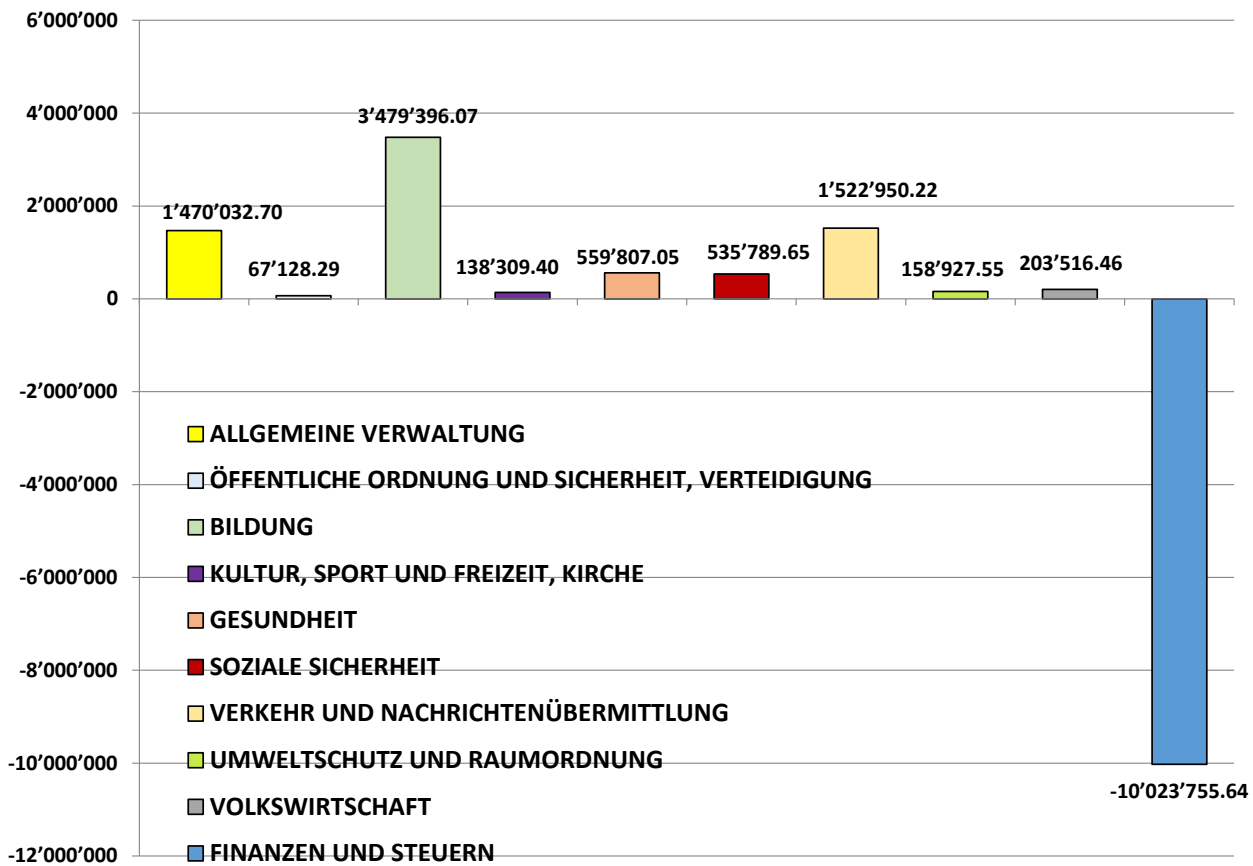 6’000’000
4’000’000
3’479’396.07
2’000’000
1’522’950.22
1’470’032.70
67’128.29
138’309.40
559’807.05
535’789.65
158’927.55
203’516.46
0
-2’000’000
ALLGEMEINE VERWALTUNG
-4’000’000
ÖFFENTLICHE ORDNUNG UND SICHERHEIT, VERTEIDIGUNG
BILDUNG
-6’000’000
KULTUR, SPORT UND FREIZEIT, KIRCHE
GESUNDHEIT
-8’000’000
SOZIALE SICHERHEIT
VERKEHR UND NACHRICHTENÜBERMITTLUNG
-10’000’000
UMWELTSCHUTZ UND RAUMORDNUNG
-10’023’755.64
VOLKSWIRTSCHAFT
-12’000’000
FINANZEN UND STEUERN